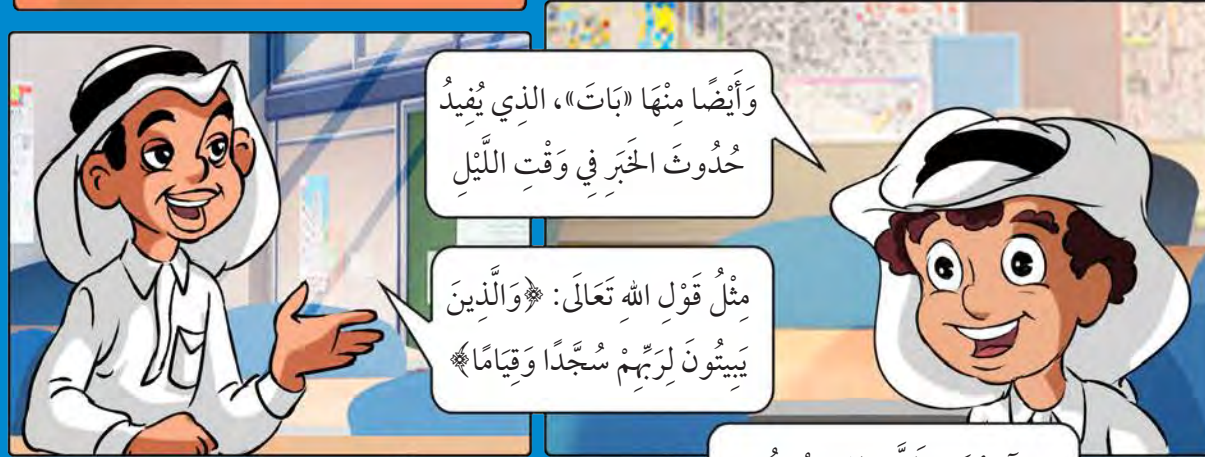 وَأَيْضًا مِنْهَا «بَاتَ»، الذِي يُفِيدُ
حُدُوثَ الخَبَرِ فِي وَقْتِ اللَّيْلِ
مِثْلُ قَوْلِ اللهِ تَعَالَى: ﴿وَالَّذِينَ
يَبِيتُونَ لِرَبِّهِمْ سُجَّدًا وَقِيَامًا﴾